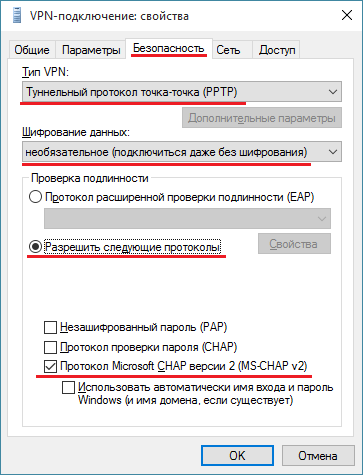 VPN-подключение: свойства
Общие Параметры Безопасность Сеть Доступ
Тип VPN:
Туннельный протокол точка-точка (PPTP)
Дополнительные параметры
Шифрование данных:
необязательное (подключиться даже без шифрования)
Проверка подлинности
Протокол расширенной проверки подлинности (EAP)
Свойства
Разрешить следующие протоколы
Незашифрованный пароль (PAP)
Протокол проверки пароля (CHAP)
Протокол Microsoft CHAP версии 2 (MS-CHAP v2)
Использовать автоматически имя входа и пароль
Windows (и имя домена, если существует)
OK Отмена